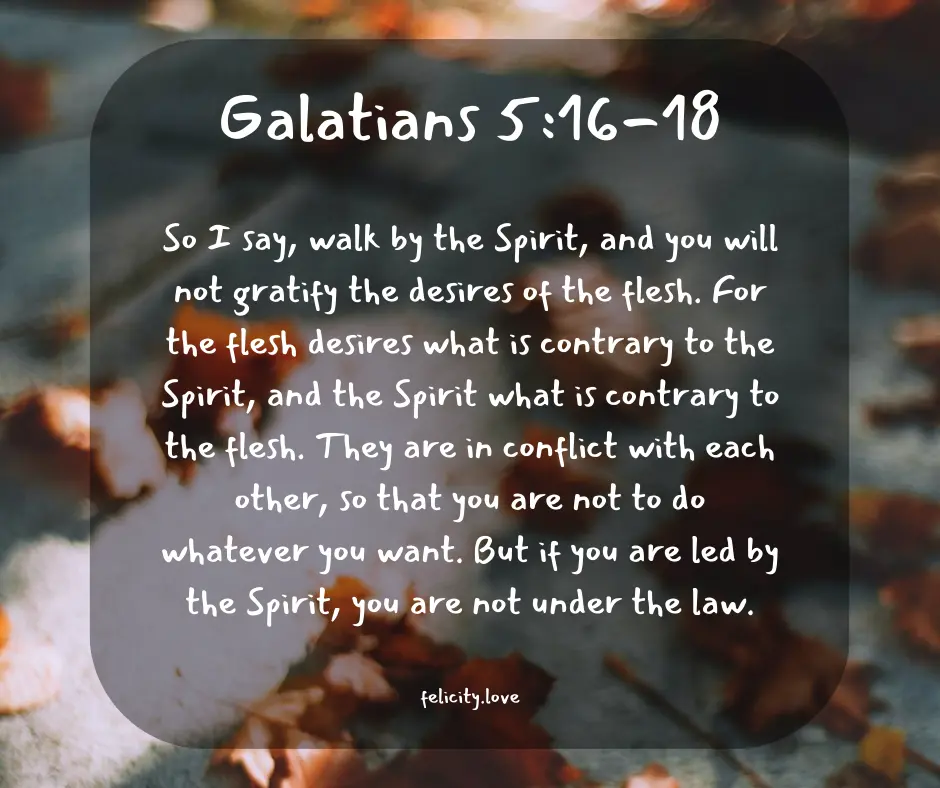 Galatians 5:16-18
So I say, walk by the Spirit, and you will
not gratify the desires of the flesh. For
the flesh desires what is contrary to the
Spirit, and the Spirit what is contrary to
the flesh. They are in conflict with each
other, so that you are not to do
whatever you want. But if you are led by
the Spirit, you are not under the law.
felicity.love